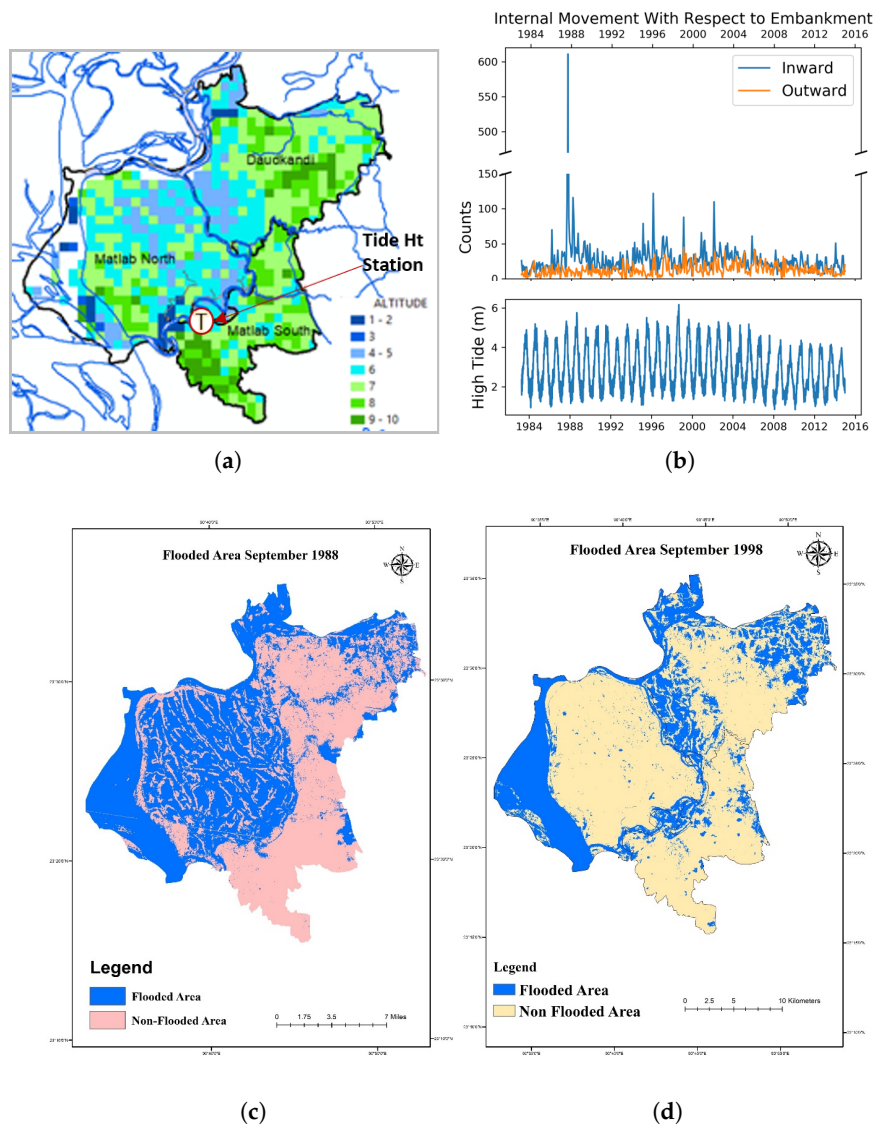 Dauokandi
Matlab North
Tide Ht
Station
Matlab South
T
ALTITUDE
1 - 2
3
4 - 5
6
7
8
9 - 10
(a)
Internal Movement With Respect to Embankment
1984 1988 1992 1996 2000 2004 2008 2012 2016
Inward
Outward
600
550
500
150
100
50
0
Counts
6
4
2
High Tide (m)
1984 1988 1992 1996 2000 2004 2008 2012 2016
(b)
Flooded Area September 1988
N
W E
S
Legend
Flooded Area
Non-Flooded Area
0 1.75 3.5 7 Miles
(c)
Flooded Area September 1998
N
W E
S
Legend
Flooded Area
Non Flooded Area
0 2.5 5 10 Kilometers
(d)